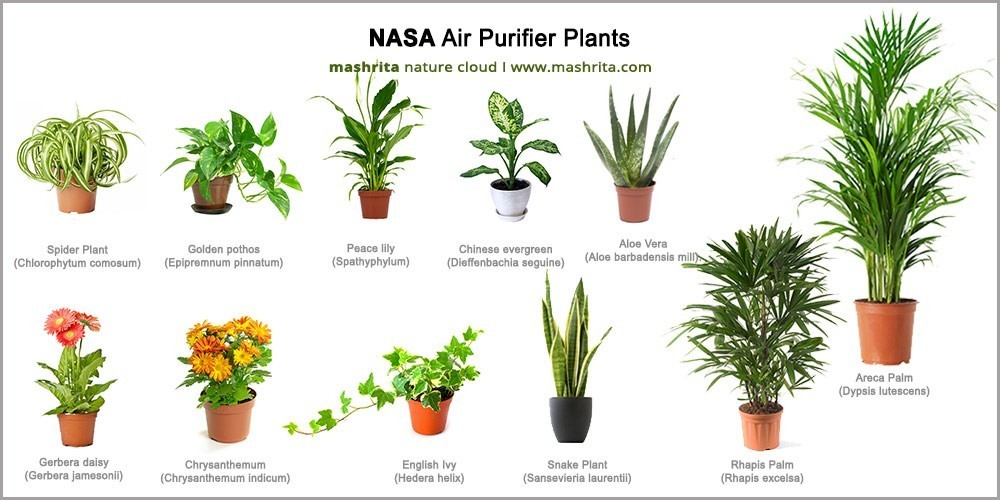 NASA Air Purifier Plants
mashrita nature cloud I www.mashrita.com
Spider Plant
(Chlorophytum comosum)
Golden pothos
(Epipremnum pinnatum)
Peace lily
(Spathyphylum)
Chinese evergreen
(Dieffenbachia seguine)
Aloe Vera
(Aloe barbadensis mill)
Areca Palm
(Dypsis lutescens)
Gerbera daisy
(Gerbera jamesonii)
Chrysanthemum
(Chrysanthemum indicum)
English Ivy
(Hedera helix)
Snake Plant
(Sansevieria laurentii)
Rhapis Palm
(Rhapis excelsa)